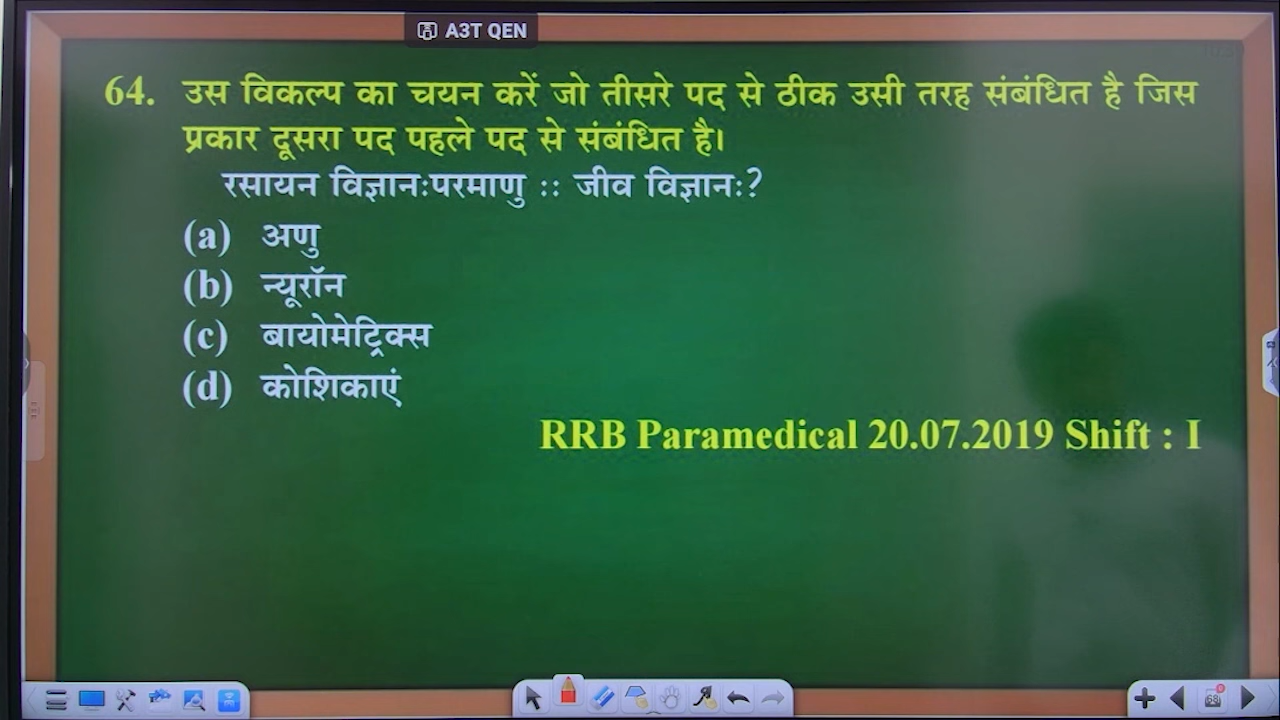 A3T QEN
64. उस विकल्प का चयन करें जो तीसरे पद से ठीक उसी तरह संबंधित है जिस
प्रकार दूसरा पद पहले पद से संबंधित है।
रसायन विज्ञानःपरमाणु :: जीव विज्ञानः?
(a) अणु
(b) न्यूरॉन
(c) बायोमेट्रिक्स
(d) कोशिकाएं
RRB Paramedical 20.07.2019 Shift : I
68